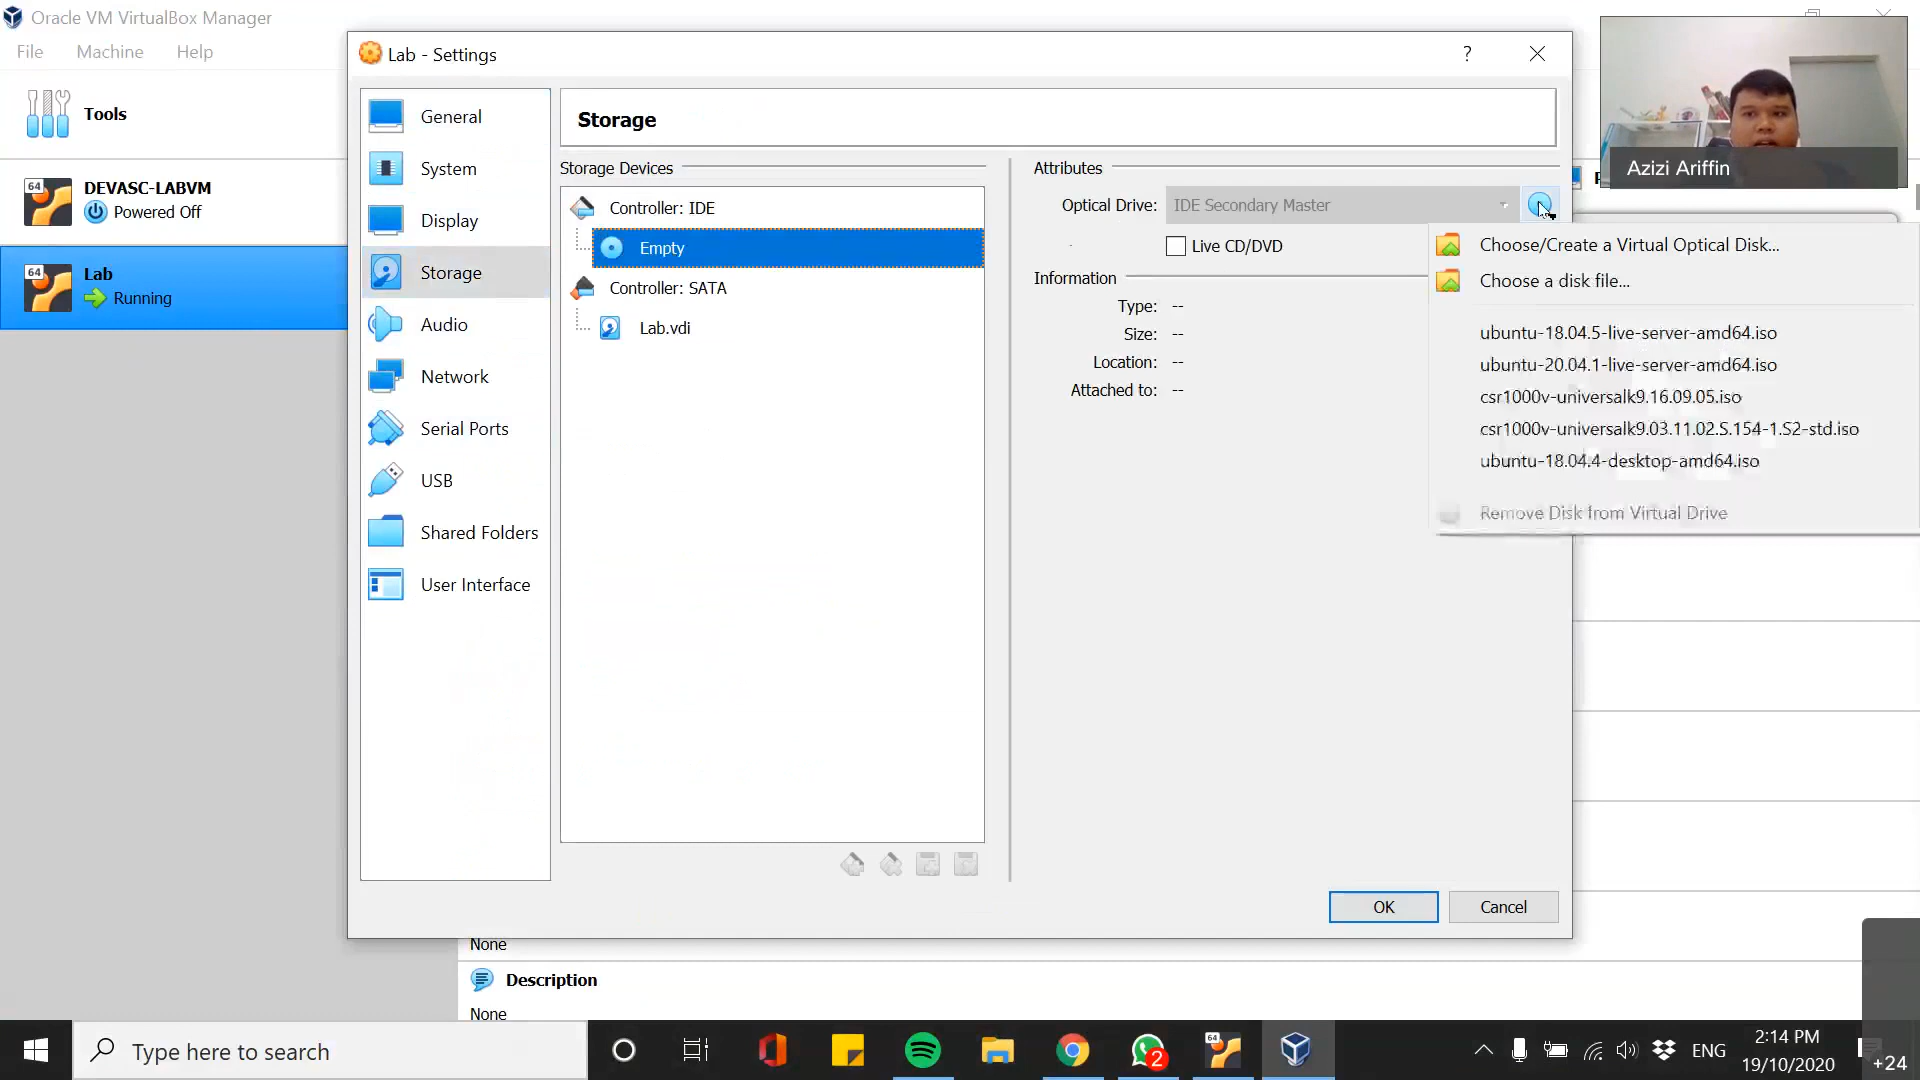 Oracle VM VirtualBox Manager
File Machine Help
Tools
64 DEVASC-LABVM
Powered Off
64 Lab
Running
Lab - Settings
?
General
System
Display
Storage
Audio
Network
Serial Ports
USB
Shared Folders
User Interface
Storage
Storage Devices
Controller: IDE
Empty
Controller: SATA
Lab.vdi
Attributes
Optical Drive: IDE Secondary Master
Live CD/DVD
Information
Type: --
Size: --
Location: --
Attached to: --
Choose/Create a Virtual Optical Disk...
Choose a disk file...
ubuntu-18.04.5-live-server-amd64.iso
ubuntu-20.04.1-live-server-amd64.iso
csr1000v-universalk9.16.09.05.iso
csr1000v-universalk9.03.11.02.S.154-1.S2-std.iso
ubuntu-18.04.4-desktop-amd64.iso
Remove Disk from Virtual Drive
Azizi Ariffin
OK
Cancel
None
Description
None
Type here to search
2
64
ENG
2:14 PM
19/10/2020
+24